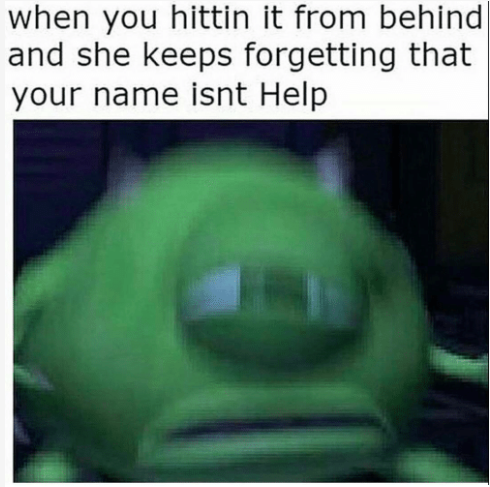 when you hittin it from behind
and she keeps forgetting that
your name isnt Help